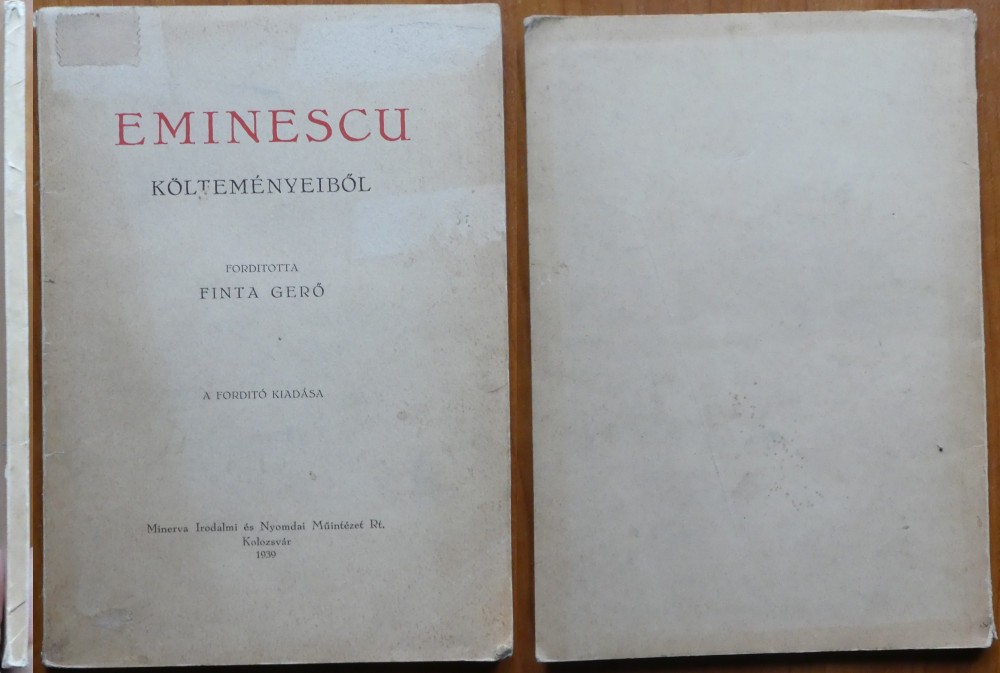 EMINESCU
KÖLTEMÉNYEIBŐL
FORDITOTTA
FINTA GERŐ
A FORDITÓ KIADÁSA
Minerva Irodalmi és Nyomdai Műintézet Rt.
Kolozsvár
1939